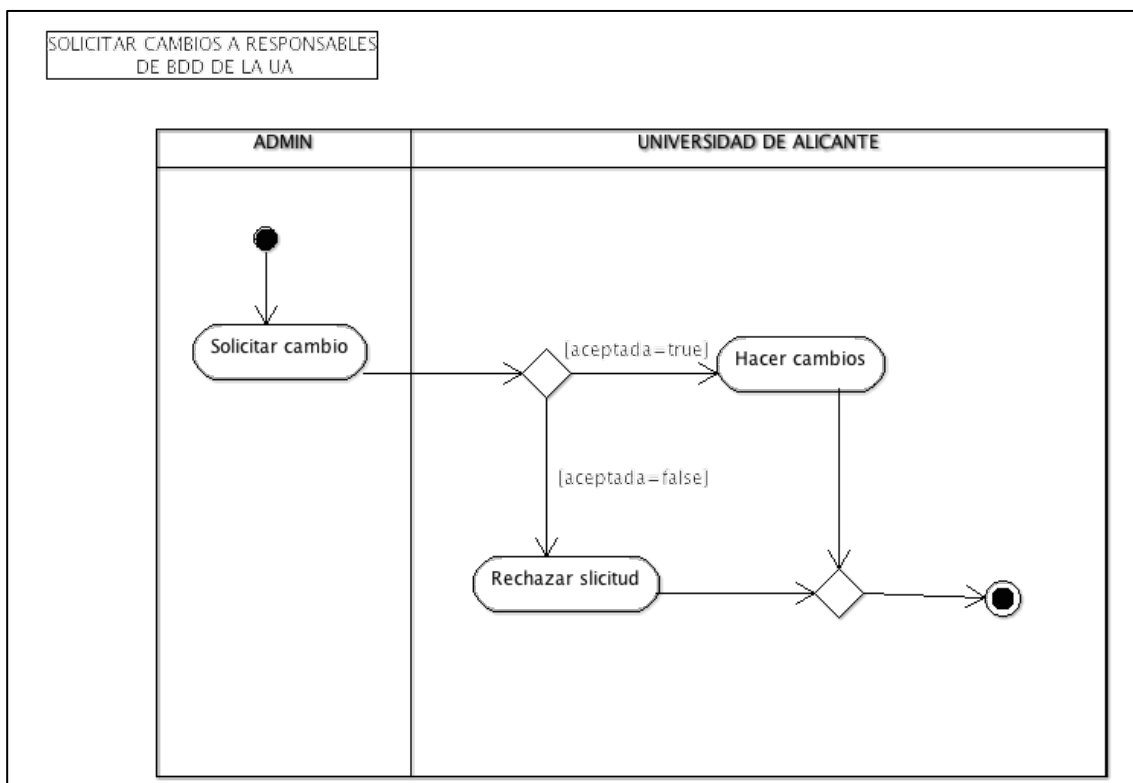 SOLICITAR CAMBIOS A RESPONSABLES
DE BDD DE LA UA
ADMIN
UNIVERSIDAD DE ALICANTE
Solicitar cambio
[aceptada=true]
Hacer cambios
[aceptada=false]
Rechazar slicitud